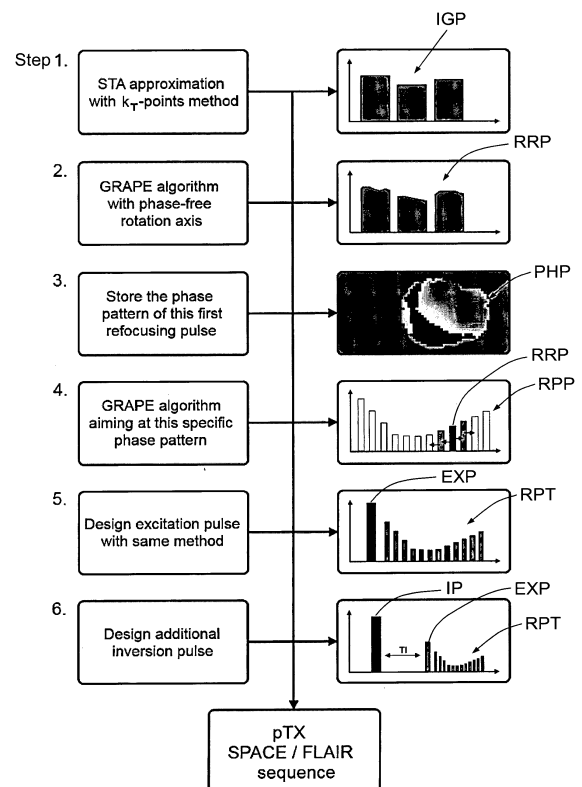 IGP
Step 1.
STA approximation
with kT-points method
RRP
2.
GRAPE algorithm
with phase-free
rotation axis
3.
Store the phase
pattern of this first
refocusing pulse
PHP
RRP
4.
GRAPE algorithm
aiming at this specific
phase pattern
RPP
EXP
5.
Design excitation pulse
with same method
RPT
IP
EXP
6.
Design additional
inversion pulse
TI
RPT
pTX
SPACE / FLAIR
sequence